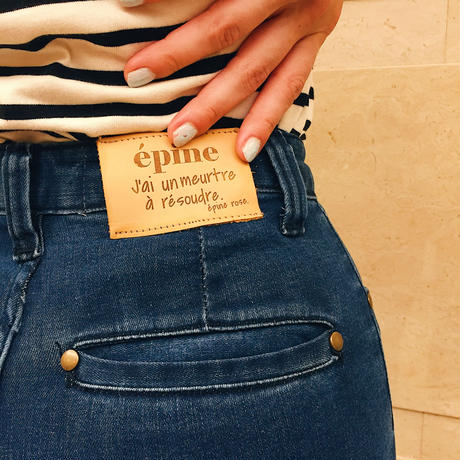 épine
J'ai un meurtre
à résoudre.
épine rose.